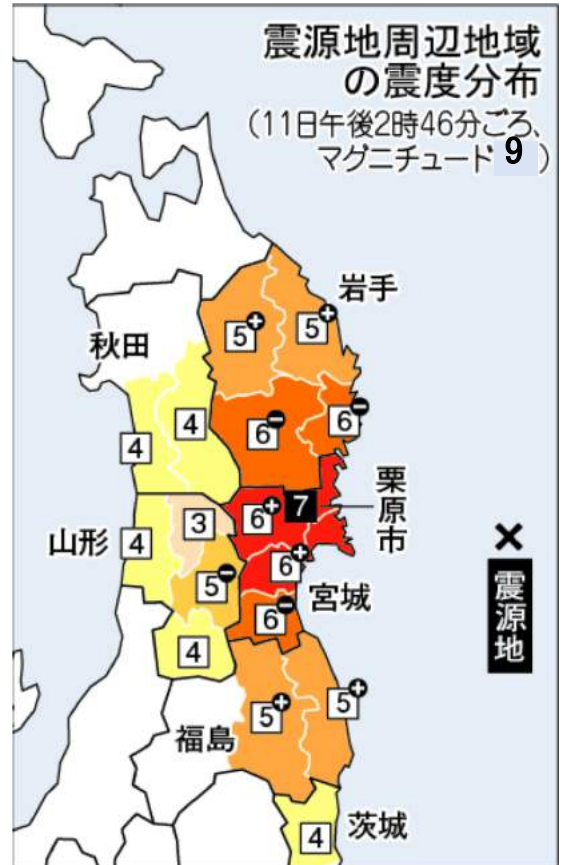 震源地周辺地域
の震度分布
(11日午後2時46分ごろ、
マグニチュード 9 )
岩手
5+
5+
秋田
4
4
6−
6−
栗原市
7
6+
3
山形
4
震源地
6+
5−
宮城
6−
4
5+
5+
福島
4
茨城